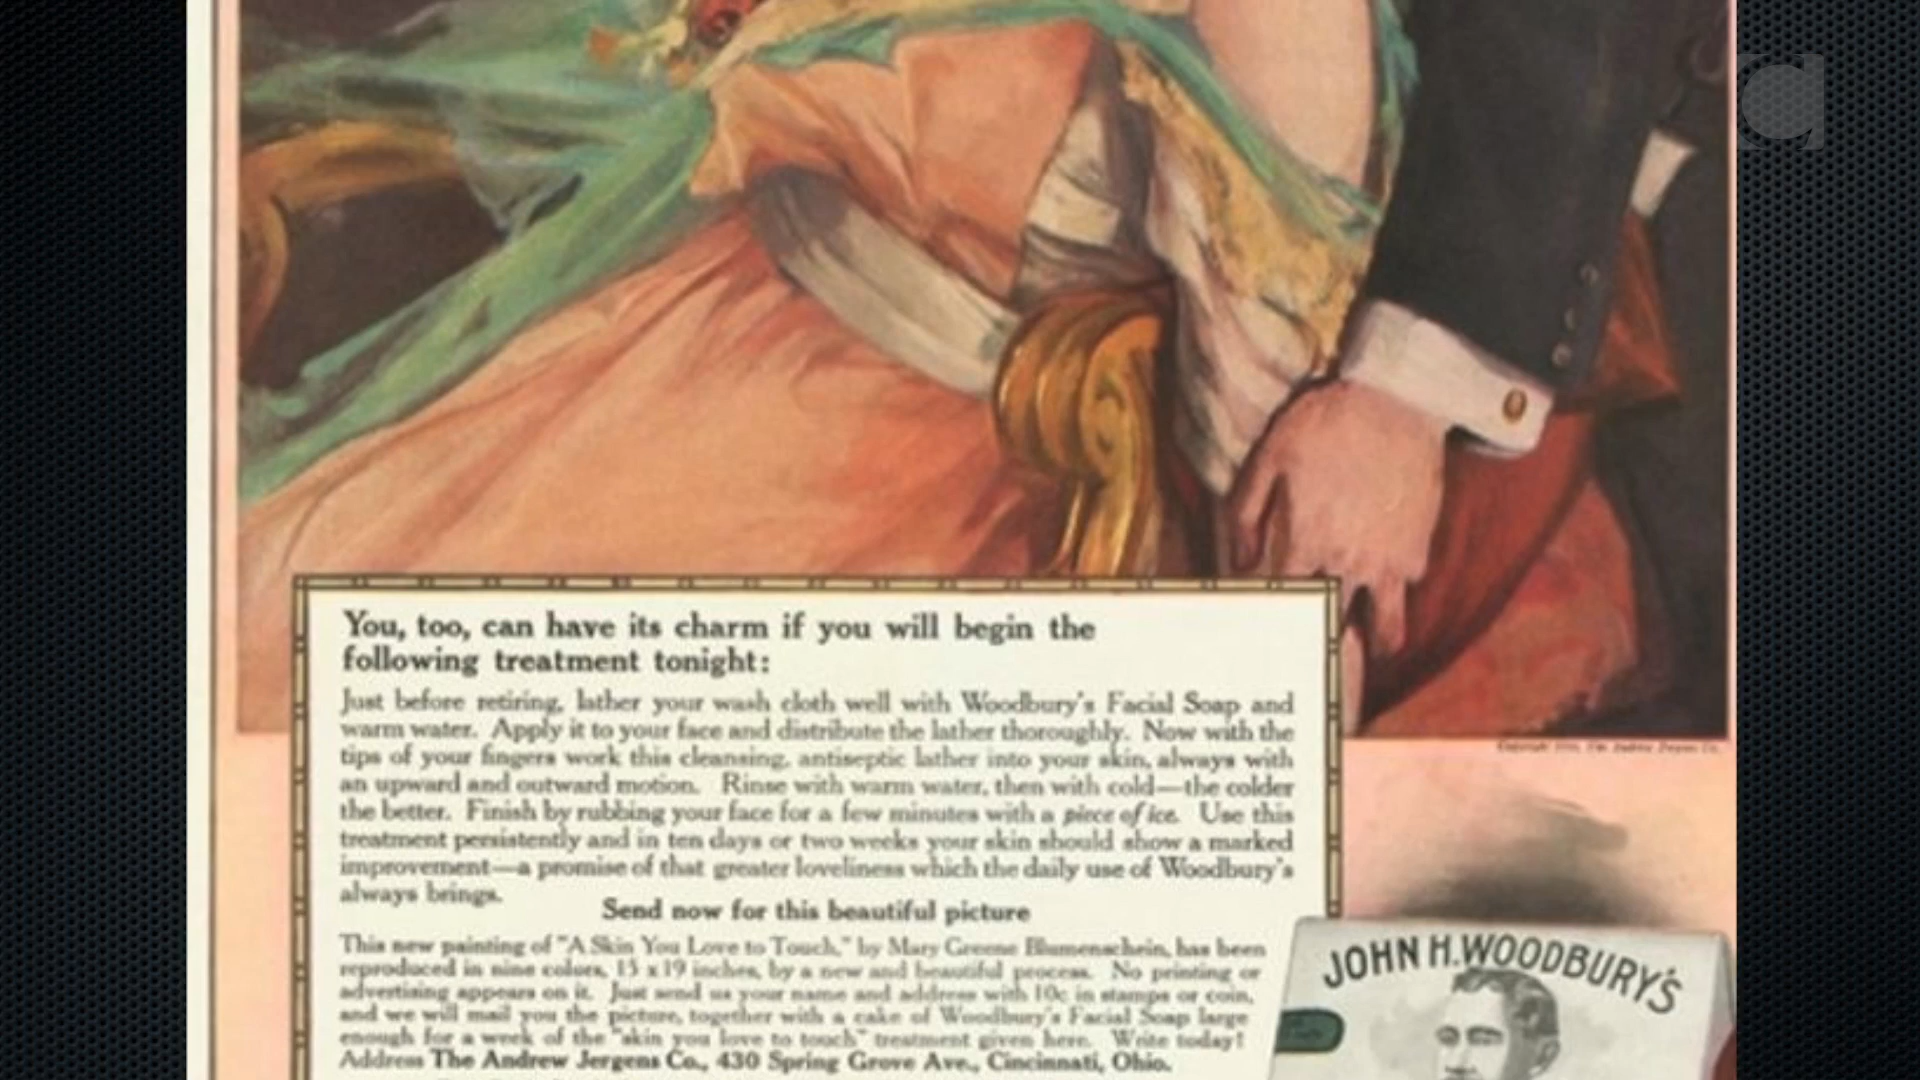 You, too, can have its charm if you will begin the
following treatment tonight:
Just before retiring, lather your wash cloth well with Woodbury's Facial Soap and
warm water. Apply it to your face and distribute the lather thoroughly. Now with the
tips of your fingers work this cleansing, antiseptic lather into your skin, always with
an upward and outward motion. Rinse with warm water, then with cold—the colder
the better. Finish by rubbing your face for a few minutes with a piece of ice. Use this
treatment persistently and in ten days or two weeks your skin should show a marked
improvement—a promise of that greater loveliness which the daily use of Woodbury's
always brings.
Send now for this beautiful picture
This new painting of "A Skin You Love to Touch," by Mary Greene Blumenschein, has been
reproduced in nine colors, 15 x 19 inches, by a new and beautiful process. No printing or
advertising appears on it. Just send us your name and address with 10c in stamps or coin,
and we will mail you the picture, together with a cake of Woodbury's Facial Soap large
enough for a week of the "skin you love to touch" treatment given here. Write today!
Address The Andrew Jergens Co., 430 Spring Grove Ave., Cincinnati, Ohio.
JOHN H. WOODBURY'S